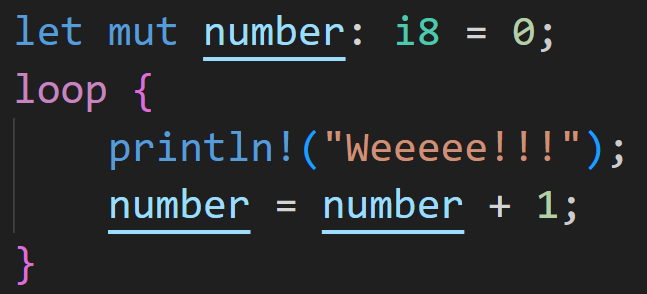 let mut number: i8 = 0;
loop {
    println!("Weeeee!!!");
    number = number + 1;
}